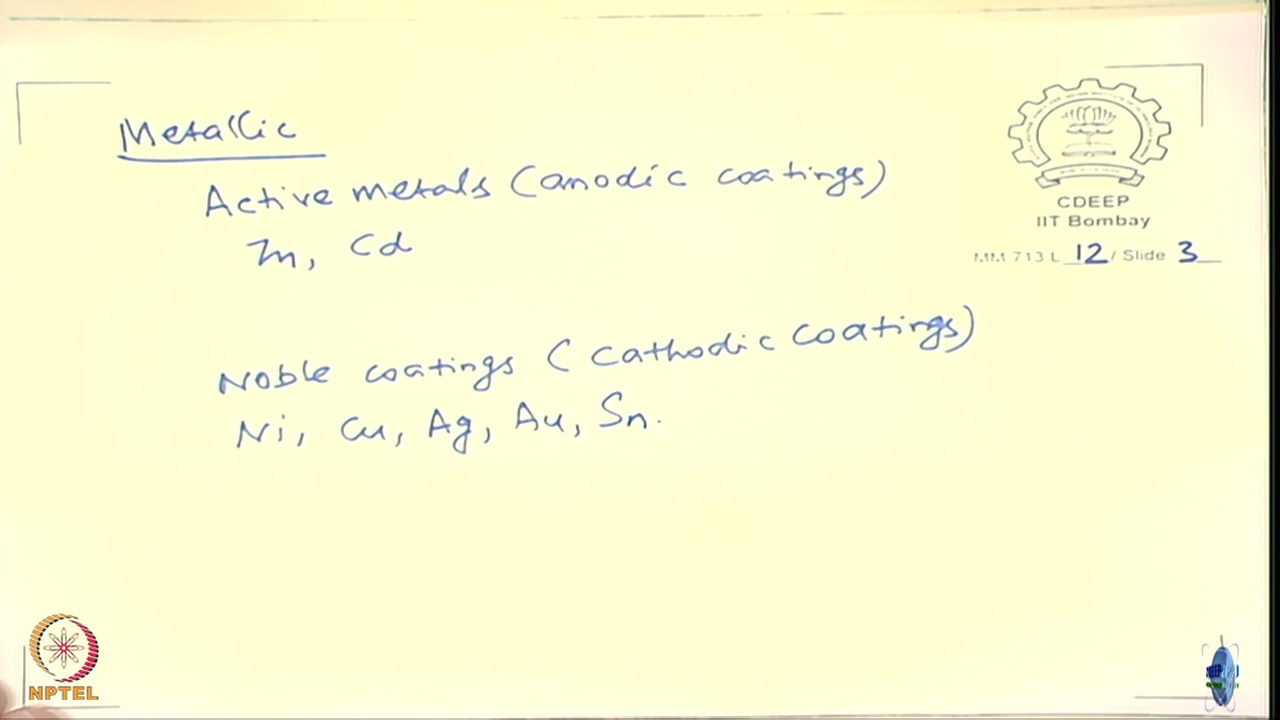 Metallic
Active metals (anodic coatings)
Zn, Cd
Noble coatings (cathodic coatings)
Ni, Cu, Ag, Au, Sn.
CDEEP
IIT Bombay
MM 713 L 12 / Slide 3
NPTEL